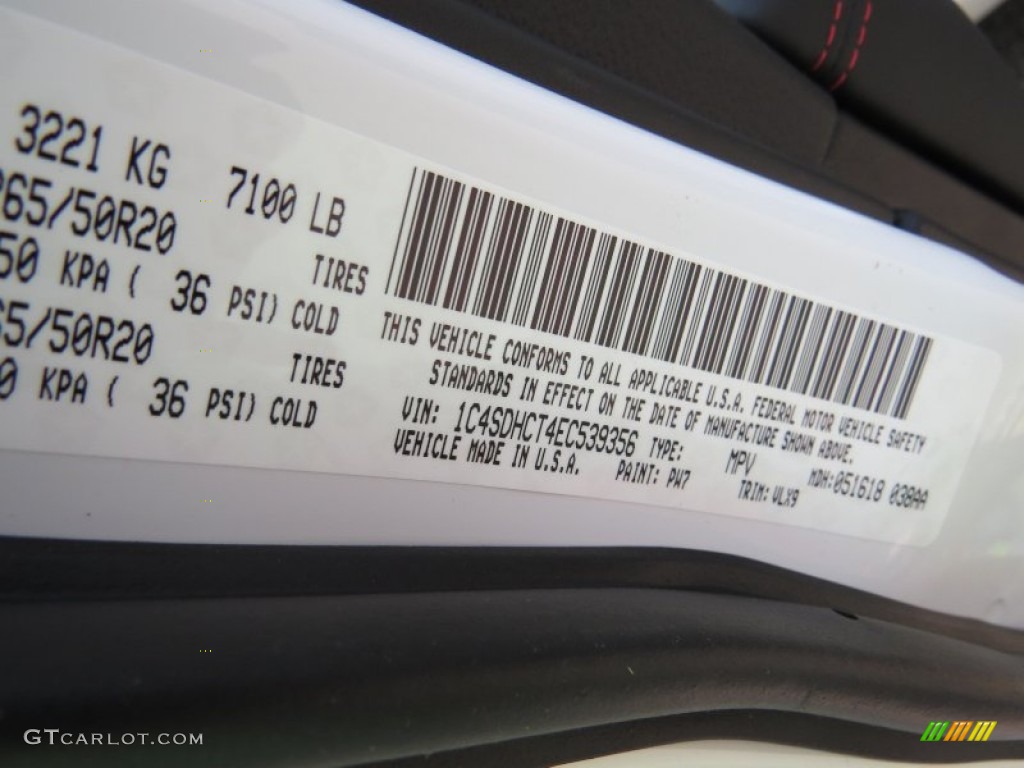 3221 KG 7100 LB
265/50R20 TIRES
50 KPA ( 36 PSI) COLD
65/50R20 TIRES
0 KPA ( 36 PSI) COLD
THIS VEHICLE CONFORMS TO ALL APPLICABLE U.S.A. FEDERAL MOTOR VEHICLE SAFETY
STANDARDS IN EFFECT ON THE DATE OF MANUFACTURE SHOWN ABOVE.
VIN: 1C4SDHCT4EC539356 TYPE: MPV MDH:051618 038AA
VEHICLE MADE IN U.S.A. PAINT: PW7 TRIM: VLX9
GTCARLOT.COM